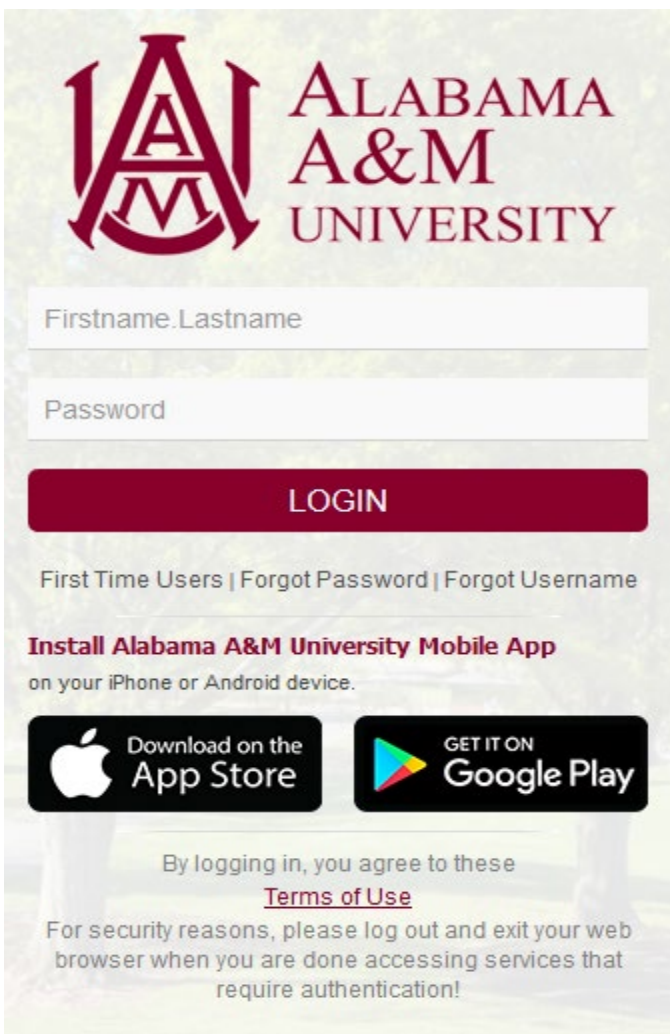 AAMU
ALABAMA
A&M
UNIVERSITY
Firstname.Lastname
Password
LOGIN
First Time Users | Forgot Password | Forgot Username
Install Alabama A&M University Mobile App
on your iPhone or Android device.
Download on the
App Store
GET IT ON
Google Play
By logging in, you agree to these
Terms of Use
For security reasons, please log out and exit your web
browser when you are done accessing services that
require authentication!